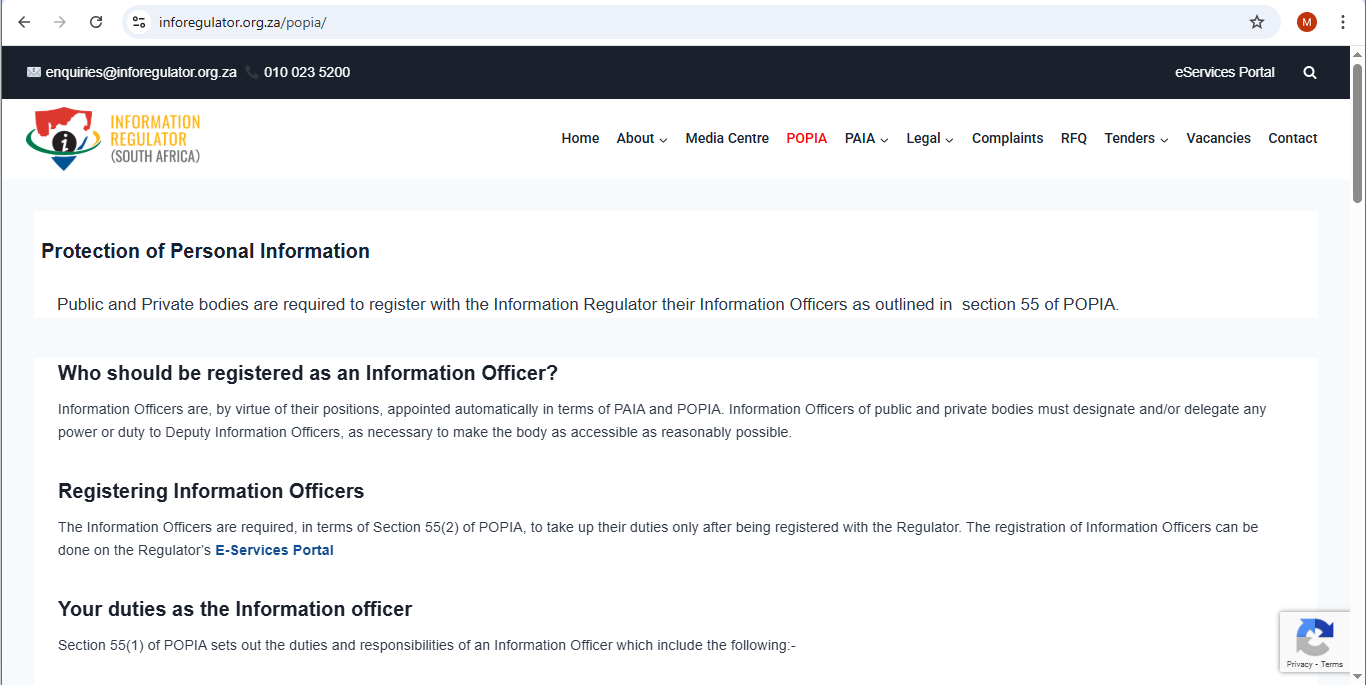 inforegulator.org.za/popia/
M
enquiries@inforegulator.org.za 010 023 5200
eServices Portal
INFORMATION
REGULATOR
(SOUTH AFRICA)
i
Home About Media Centre POPIA PAIA Legal Complaints RFQ Tenders Vacancies Contact
Protection of Personal Information
Public and Private bodies are required to register with the Information Regulator their Information Officers as outlined in  section 55 of POPIA.
Who should be registered as an Information Officer?
Information Officers are, by virtue of their positions, appointed automatically in terms of PAIA and POPIA. Information Officers of public and private bodies must designate and/or delegate any
power or duty to Deputy Information Officers, as necessary to make the body as accessible as reasonably possible.
Registering Information Officers
The Information Officers are required, in terms of Section 55(2) of POPIA, to take up their duties only after being registered with the Regulator. The registration of Information Officers can be
done on the Regulator’s E-Services Portal
Your duties as the Information officer
Section 55(1) of POPIA sets out the duties and responsibilities of an Information Officer which include the following:-
Privacy - Terms